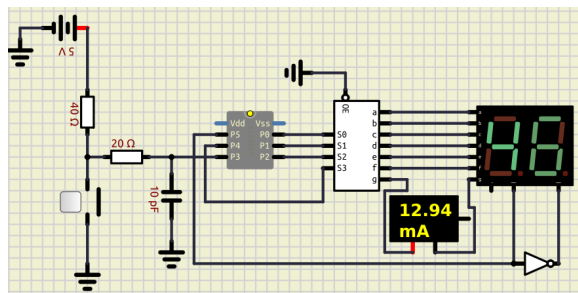 5 V
40 Ω
20 Ω
10 pF
Vdd Vss
P5 P0
P4 P1
P3 P2
OE
S0
S1
S2
S3
a
b
c
d
e
f
g
12.94
mA
a
b
c
d
e
f
g